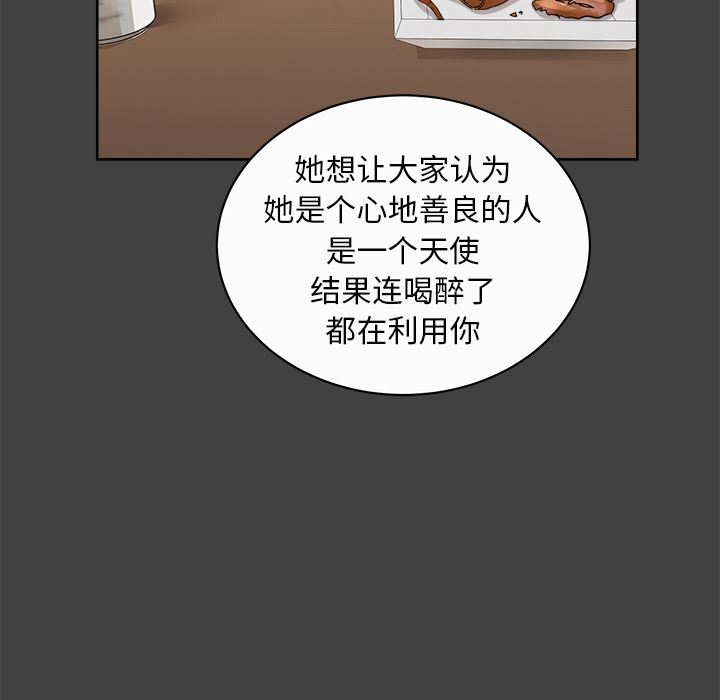 她想让大家认为
她是个心地善良的人
是一个天使
结果连喝醉了
都在利用你